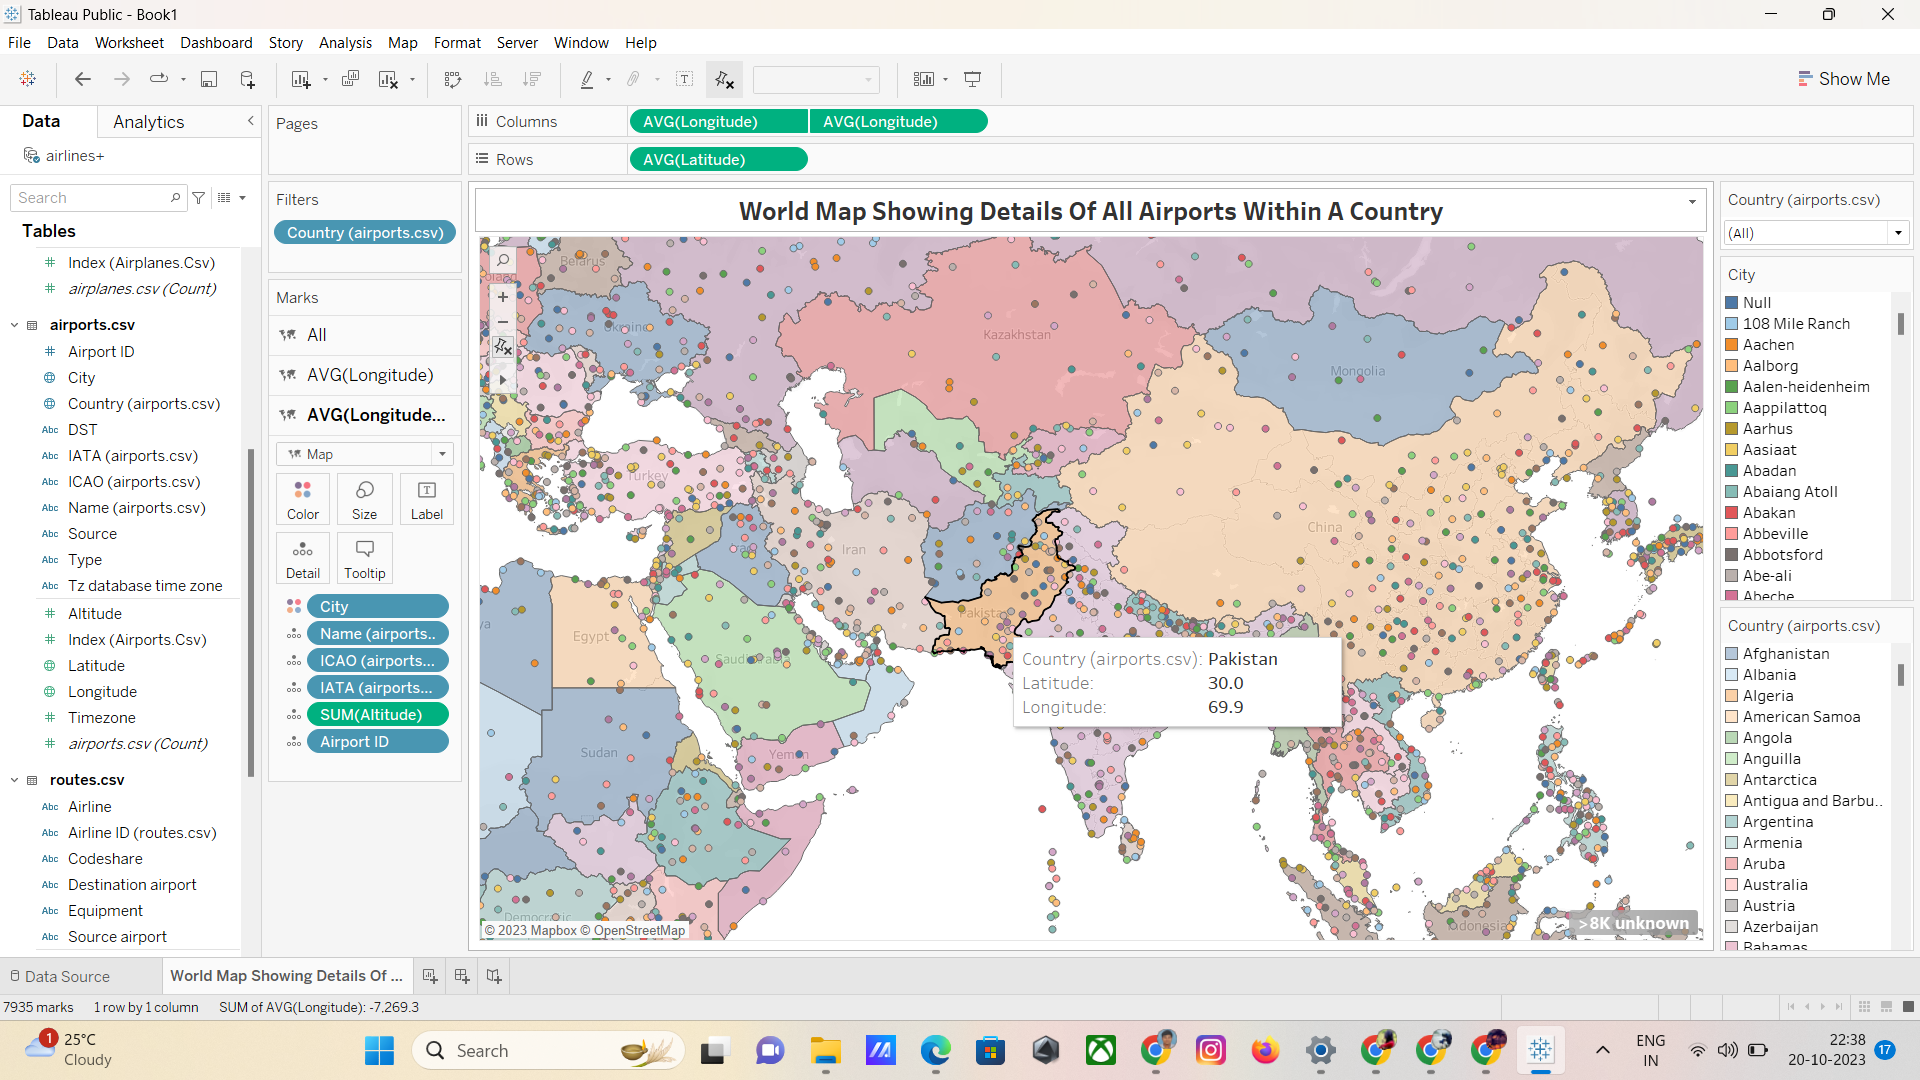 Tableau Public - Book1
File Data Worksheet Dashboard Story Analysis Map Format Server Window Help
Show Me
Data
Analytics
airlines+
Search
Tables
Index (Airplanes.Csv)
airplanes.csv (Count)
airports.csv
Airport ID
City
Country (airports.csv)
DST
IATA (airports.csv)
ICAO (airports.csv)
Name (airports.csv)
Source
Type
Tz database time zone
Altitude
Index (Airports.Csv)
Latitude
Longitude
Timezone
airports.csv (Count)
routes.csv
Airline
Airline ID (routes.csv)
Codeshare
Destination airport
Equipment
Source airport
Pages
Filters
Country (airports.csv)
Marks
All
AVG(Longitude)
AVG(Longitude...
Map
Color
Size
Label
Detail
Tooltip
City
Name (airports..
ICAO (airports...
IATA (airports...
SUM(Altitude)
Airport ID
Columns
AVG(Longitude)
AVG(Longitude)
Rows
AVG(Latitude)
World Map Showing Details Of All Airports Within A Country
Belarus
Ukraine
Kazakhstan
Mongolia
Turkey
Iran
China
Egypt
Saudi Arabia
Sudan
Yemen
Democratic
Indonesia
Country (airports.csv): Pakistan
Latitude: 30.0
Longitude: 69.9
© 2023 Mapbox © OpenStreetMap
>8K unknown
Country (airports.csv)
(All)
City
Null
108 Mile Ranch
Aachen
Aalborg
Aalen-heidenheim
Aappilattoq
Aarhus
Aasiaat
Abadan
Abaiang Atoll
Abakan
Abbeville
Abbotsford
Abe-ali
Abeche
Country (airports.csv)
Afghanistan
Albania
Algeria
American Samoa
Angola
Anguilla
Antarctica
Antigua and Barbu..
Argentina
Armenia
Aruba
Australia
Austria
Azerbaijan
Bahamas
Data Source
World Map Showing Details Of ...
7935 marks
1 row by 1 column
SUM of AVG(Longitude): -7,269.3
1
25°C
Cloudy
Search
ENG
IN
22:38
20-10-2023
17